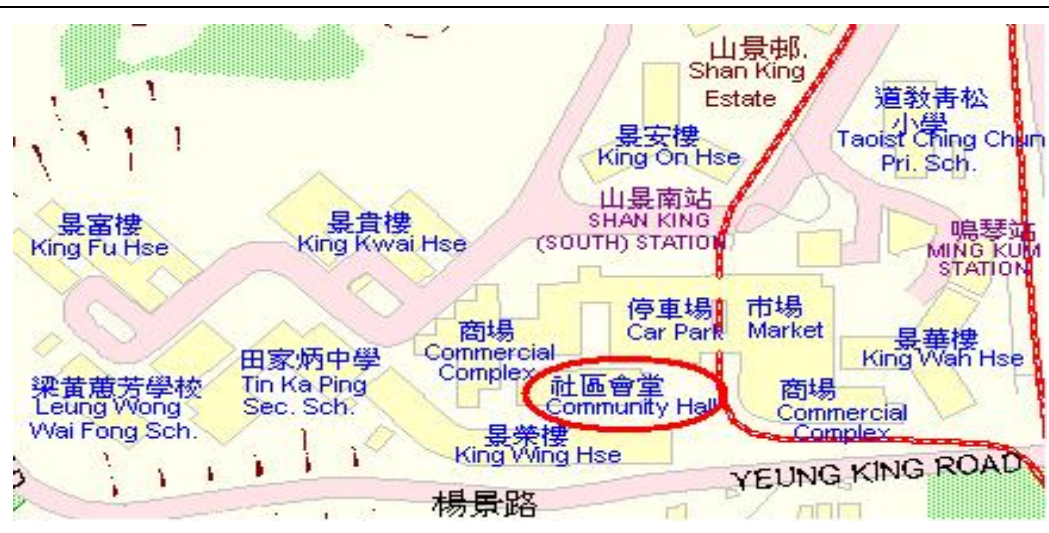 山景邨.
Shan King
Estate
道教青松
小學
Taoist Ching Chun
Pri. Sch.
景安樓
King On Hse
山景南站
SHAN KING
(SOUTH) STATION
鳴琴站
MING KUM
STATION
景富樓
King Fu Hse
景貴樓
King Kwai Hse
停車場
Car Park
市場
Market
商場
Commercial
Complex
景華樓
King Wah Hse
田家炳中學
Tin Ka Ping
Sec. Sch.
梁黃蕙芳學校
Leung Wong
Wai Fong Sch.
社區會堂
Community Hall
商場
Commercial
Complex
景榮樓
King Wing Hse
YEUNG KING ROAD
楊景路